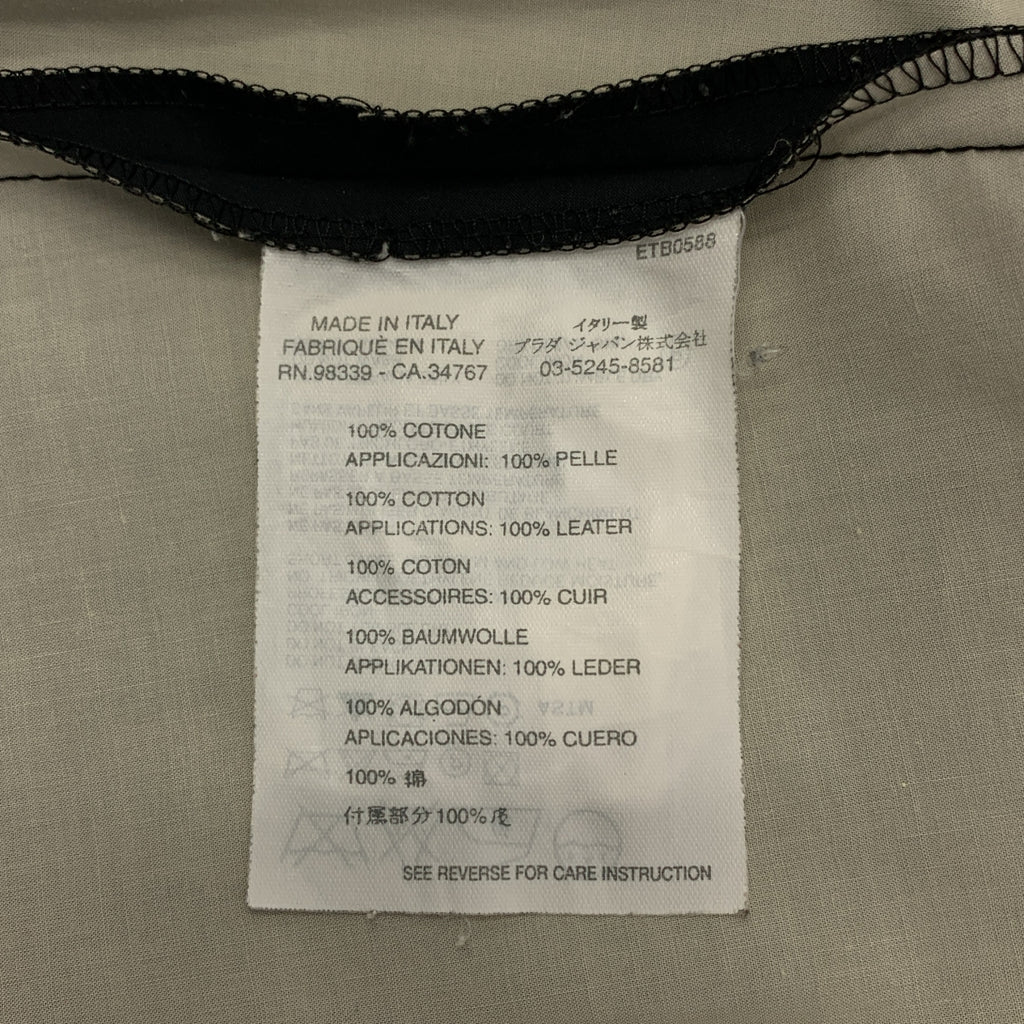 ETB0588
MADE IN ITALY
FABRIQUÈ EN ITALY
RN.98339 - CA.34767
イタリー製
プラダ ジャパン株式会社
03-5245-8581
100% COTONE
APPLICAZIONI: 100% PELLE
100% COTTON
APPLICATIONS: 100% LEATER
100% COTON
ACCESSOIRES: 100% CUIR
100% BAUMWOLLE
APPLIKATIONEN: 100% LEDER
100% ALGODÓN
APLICACIONES: 100% CUERO
100% 綿
付属部分100%皮
SEE REVERSE FOR CARE INSTRUCTION